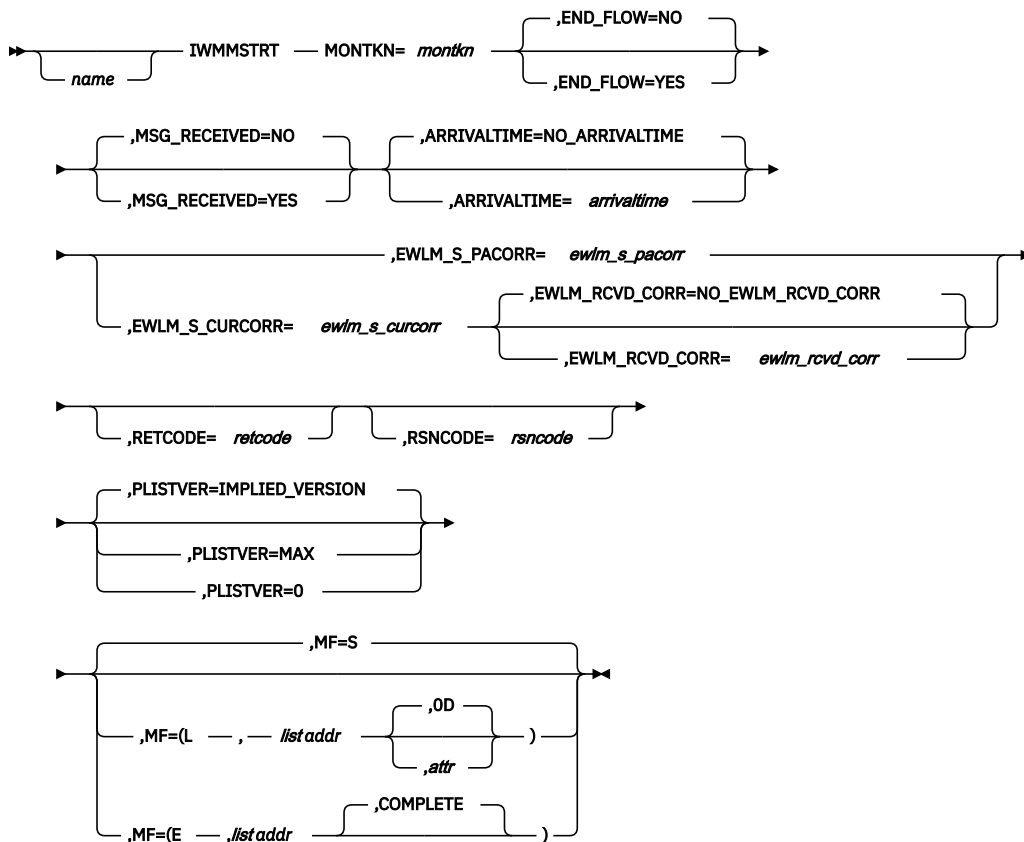 ,END_FLOW=NO
name IWMMSTRT MONTKN= montkn
,END_FLOW=YES
,MSG_RECEIVED=NO ,ARRIVALTIME=NO_ARRIVALTIME
,MSG_RECEIVED=YES ,ARRIVALTIME= arrivaltime
,EWLM_S_PACORR= ewlm_s_pacorr
,EWLM_RCVD_CORR=NO_EWLM_RCVD_CORR
,EWLM_S_CURCORR= ewlm_s_curcorr
,EWLM_RCVD_CORR= ewlm_rcvd_corr
,RETCODE= retcode ,RSNCODE= rsncode
,PLISTVER=IMPLIED_VERSION
,PLISTVER=MAX
,PLISTVER=0
,MF=S
,0D
,MF=(L , list addr )
,attr
,COMPLETE
,MF=(E ,list addr )